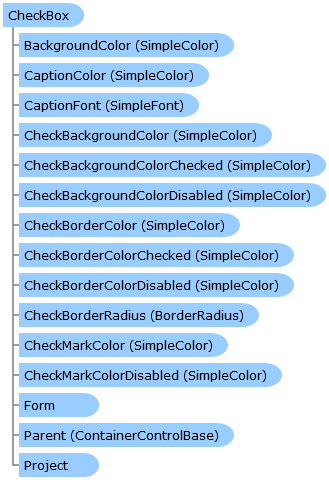 CheckBox
BackgroundColor (SimpleColor)
CaptionColor (SimpleColor)
CaptionFont (SimpleFont)
CheckBackgroundColor (SimpleColor)
CheckBackgroundColorChecked (SimpleColor)
CheckBackgroundColorDisabled (SimpleColor)
CheckBorderColor (SimpleColor)
CheckBorderColorChecked (SimpleColor)
CheckBorderColorDisabled (SimpleColor)
CheckBorderRadius (BorderRadius)
CheckMarkColor (SimpleColor)
CheckMarkColorDisabled (SimpleColor)
Form
Parent (ContainerControlBase)
Project